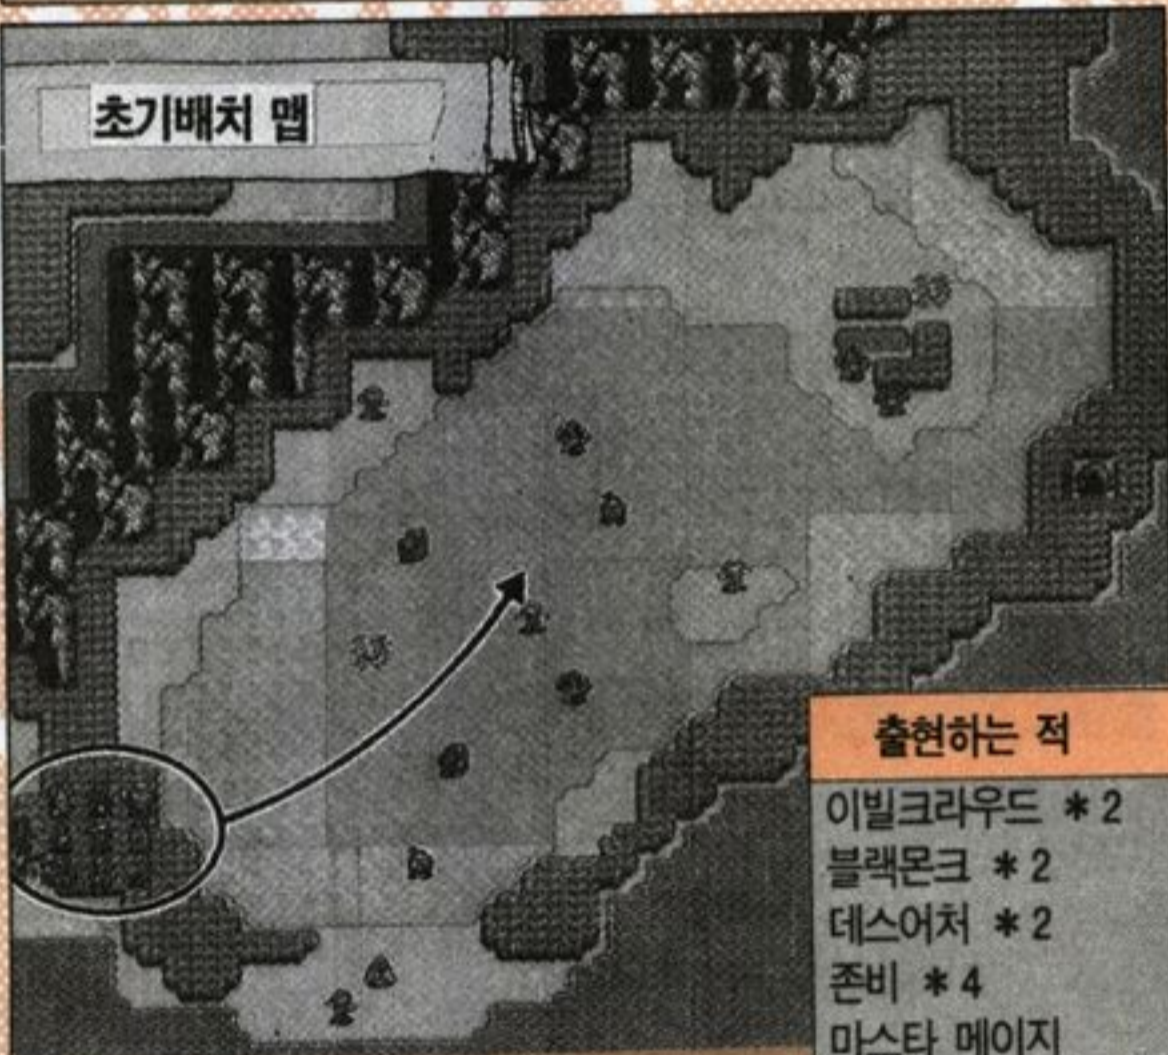 초기배치 맵
출현하는 적
이빌크라우드 *2
블랙몬크 *2
데스어처 *2
존비 *4
마스타 메이지